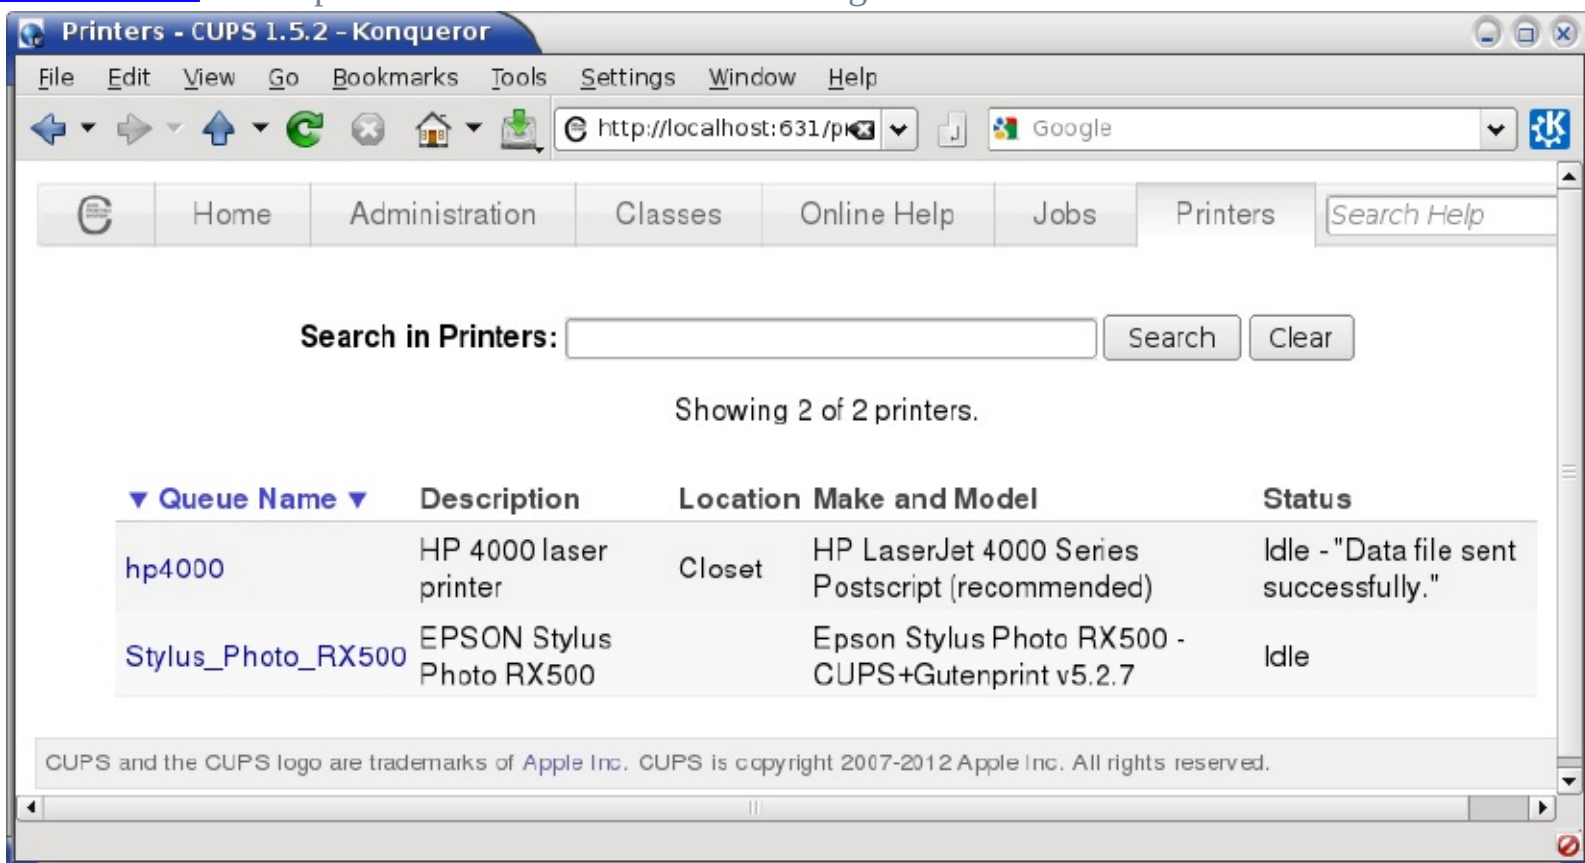 Printers - CUPS 1.5.2 – Konqueror
File Edit View Go Bookmarks Tools Settings Window Help
http://localhost:631/p Google
Home Administration Classes Online Help Jobs Printers Search Help
Search in Printers: Search Clear
Showing 2 of 2 printers.
▼ Queue Name ▼ Description Location Make and Model Status
hp4000 HP 4000 laser printer Closet HP LaserJet 4000 Series Postscript (recommended) Idle - "Data file sent successfully."
Stylus_Photo_RX500 EPSON Stylus Photo RX500 Epson Stylus Photo RX500 - CUPS+Gutenprint v5.2.7 Idle
CUPS and the CUPS logo are trademarks of Apple Inc. CUPS is copyright 2007-2012 Apple Inc. All rights reserved.